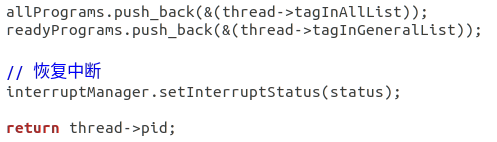 allPrograms.push_back(&(thread->tagInAllList));
readyPrograms.push_back(&(thread->tagInGeneralList));
// 恢复中断
interruptManager.setInterruptStatus(status);
return thread->pid;